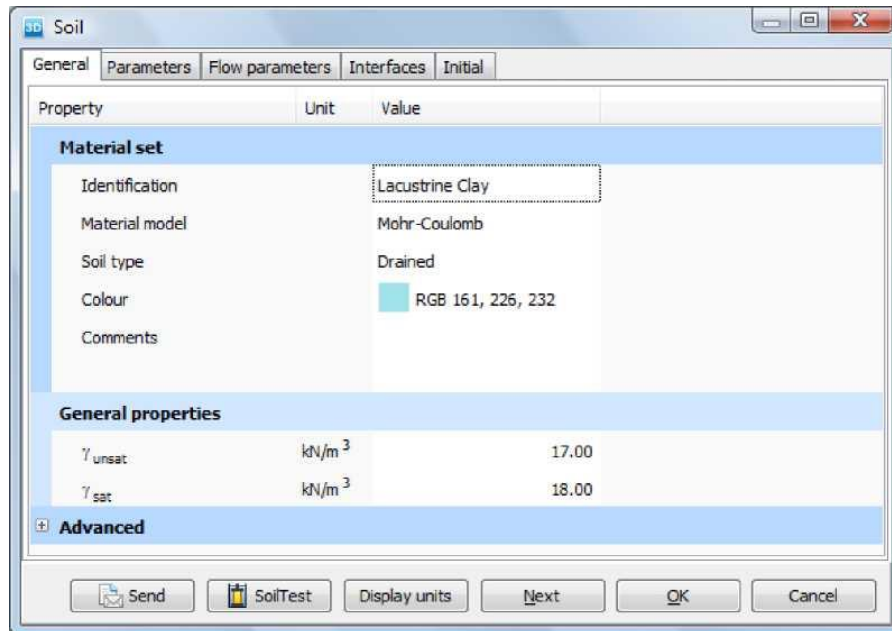 3D Soil
General Parameters Flow parameters Interfaces Initial
Property Unit Value
Material set
Identification Lacustrine Clay
Material model Mohr-Coulomb
Soil type Drained
Colour RGB 161, 226, 232
Comments
General properties
γ unsat kN/m 3 17.00
γ sat kN/m 3 18.00
Advanced
Send SoilTest Display units Next OK Cancel